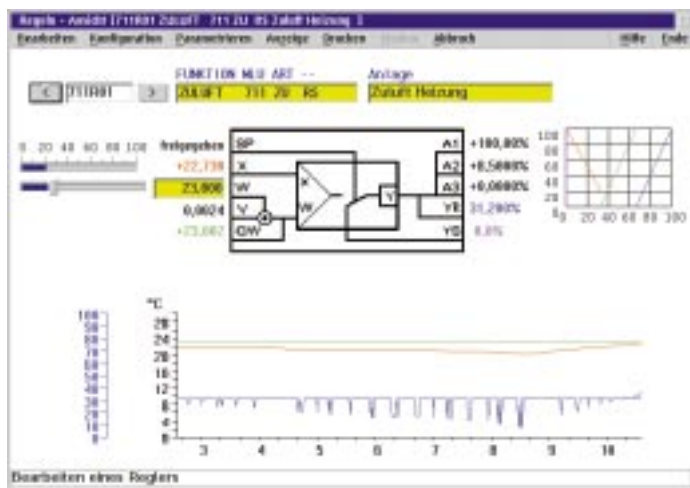 Regeln - Ansicht [711R01 ZULUFT 711 ZU RS Zuluft Heizung ]
Bearbeiten Konfiguration Parametrieren Anzeige Drucken Abbruch Hilfe Ende
FUNKTION NLU ART -- Anlage
< 711R01 > ZULUFT 711 ZU RS Zuluft Heizung
0 20 40 60 80 100 freigegeben SP A1 +100,00%
+22,730 X A2 +0,5000%
23,000 W A3 +0,0000%
0,0024 V YR 31,200%
+23,002 QW YB 0.0%
X W Y
100 80 60 40 20 0
0 20 40 60 80 100
°C
100 90 80 70 60 50 40 30 20 10 0
28 24 20 16 12 8 4 0
3 4 5 6 7 8 9 10
Bearbeiten eines Reglers